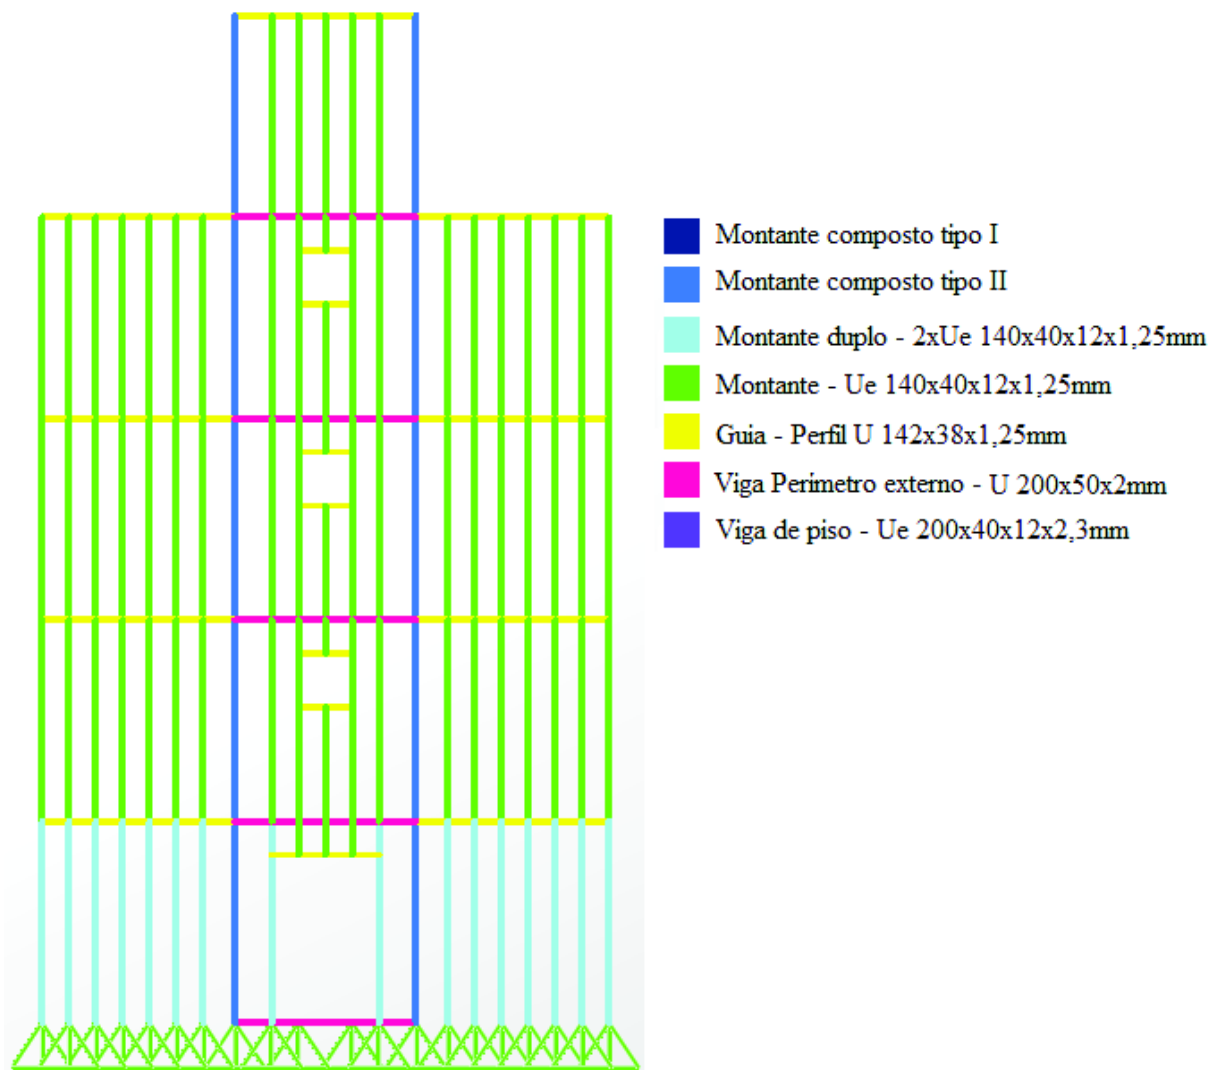 Montante composto tipo I
Montante composto tipo II
Montante duplo - 2xUe 140x40x12x1,25mm
Montante - Ue 140x40x12x1,25mm
Guia - Perfil U 142x38x1,25mm
Viga Perimetro externo - U 200x50x2mm
Viga de piso - Ue 200x40x12x2,3mm